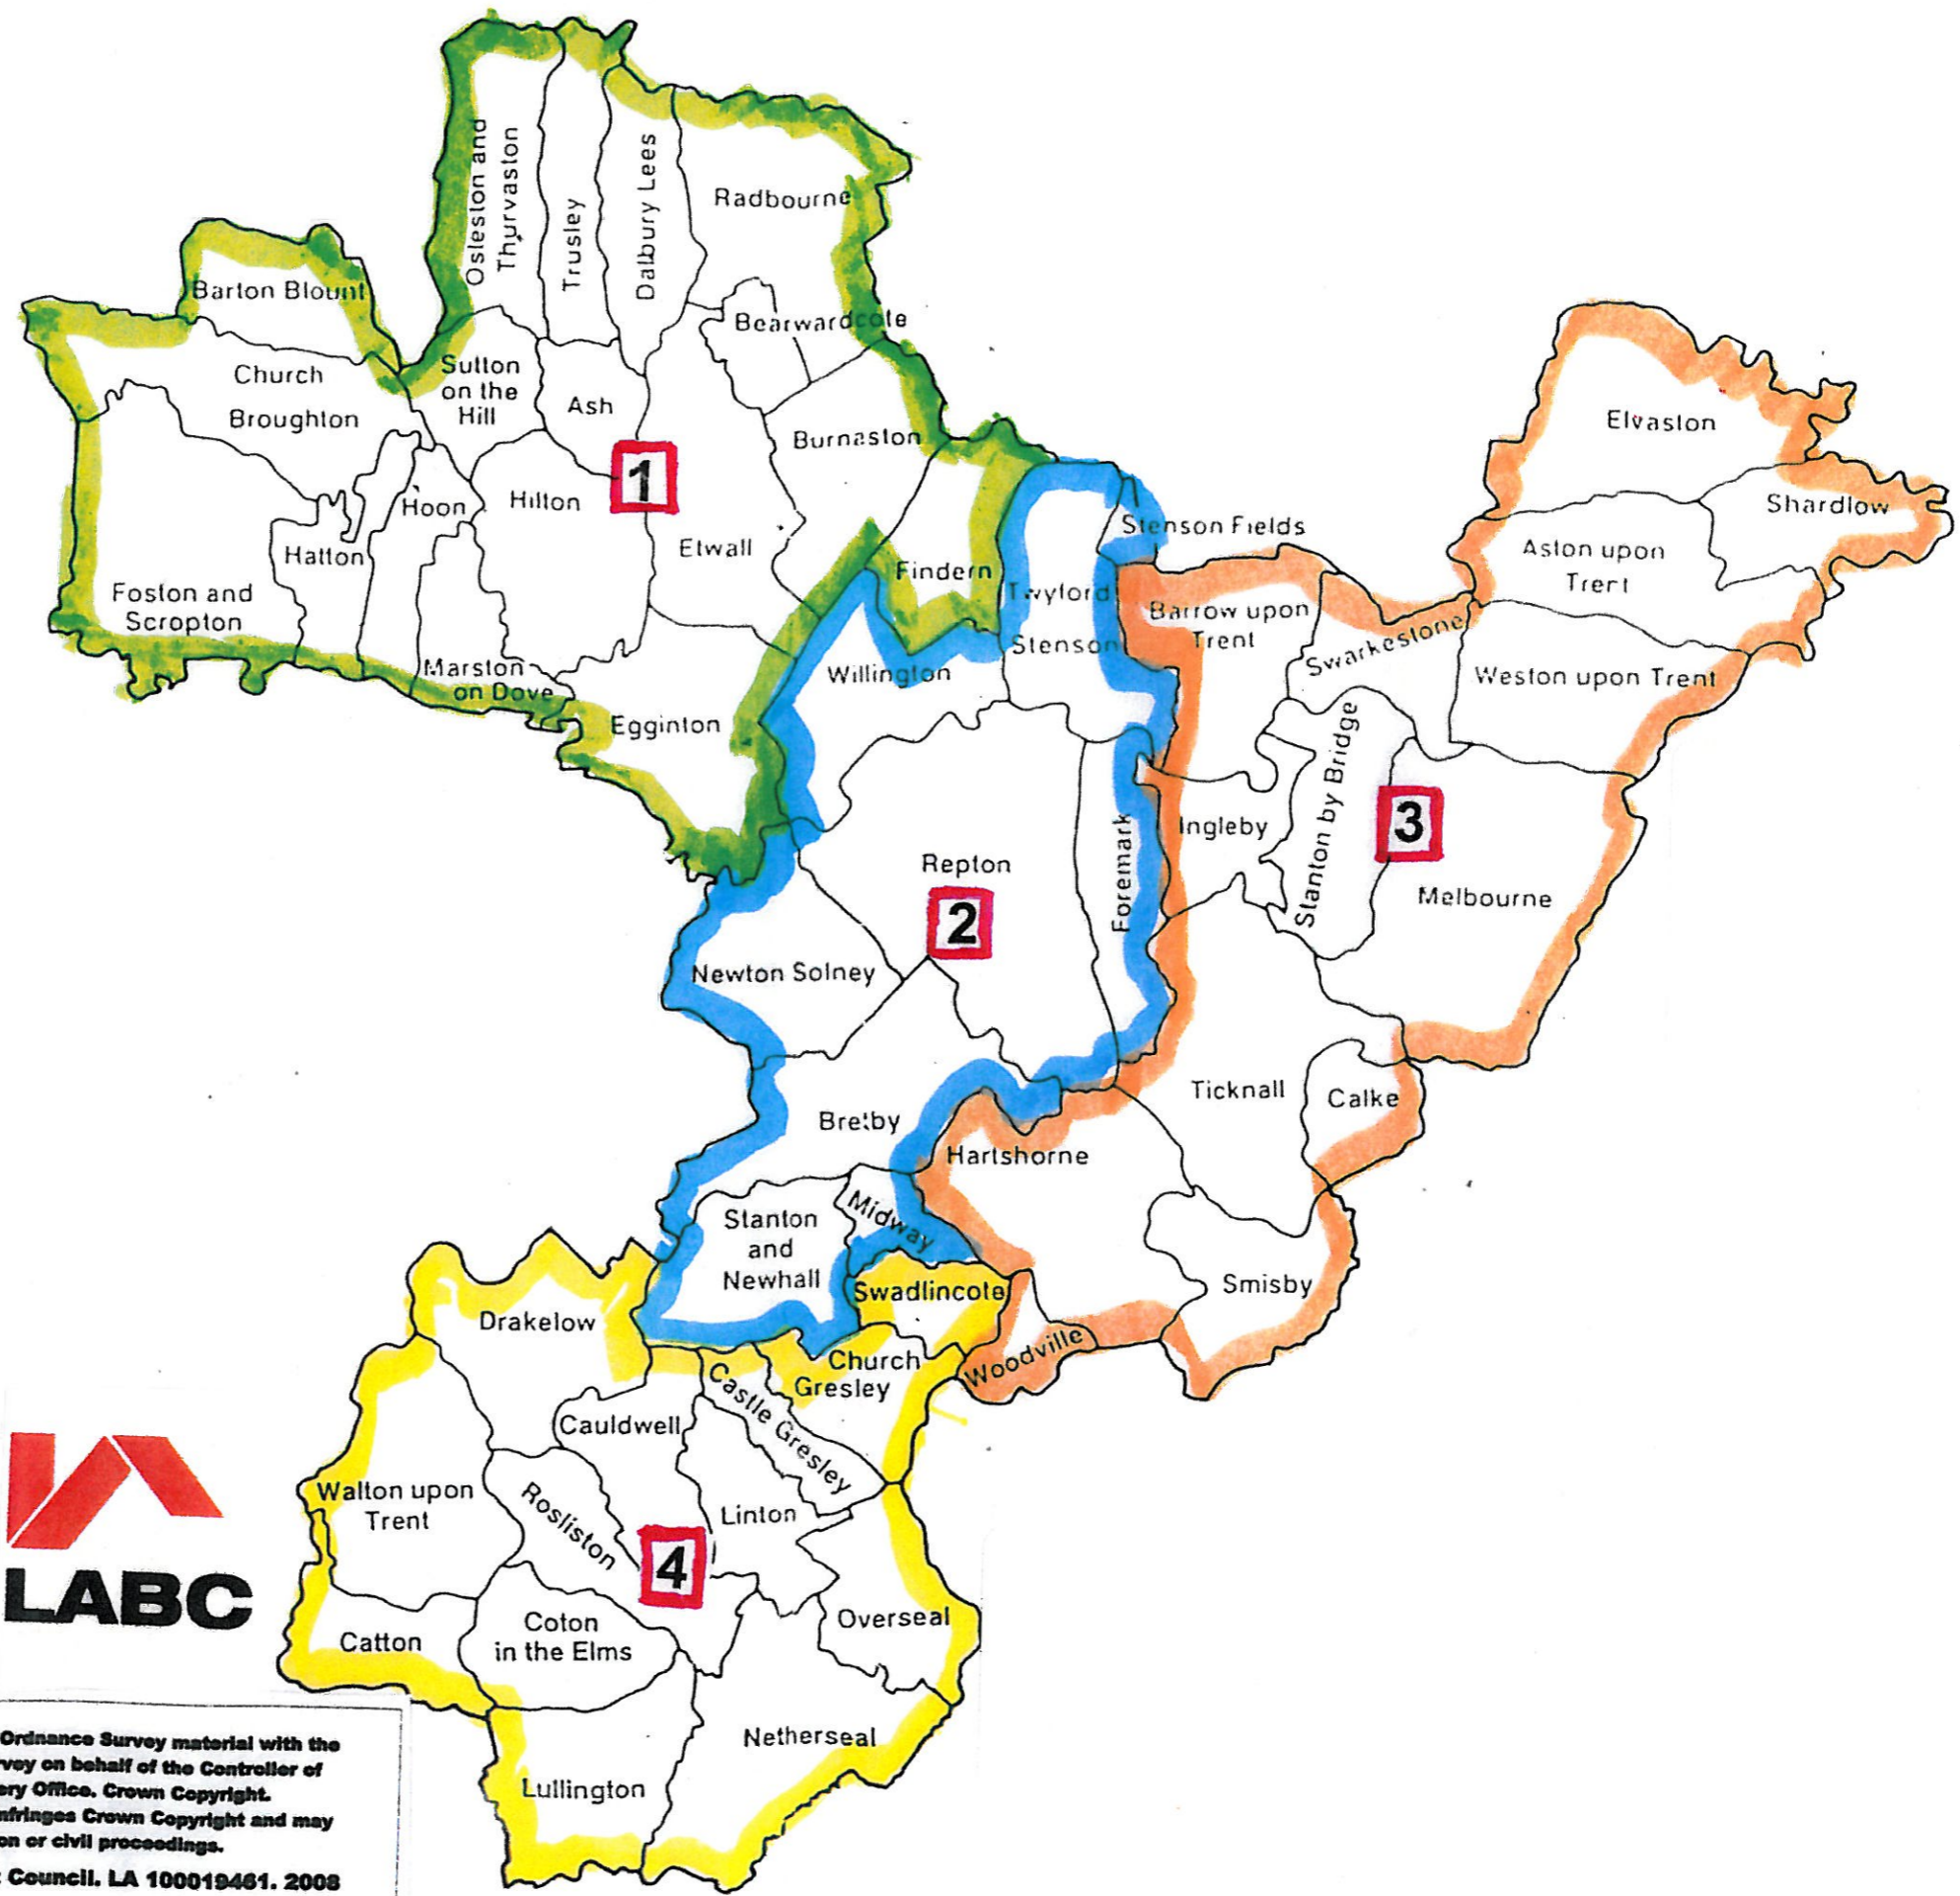 Osleston and
Thurvaston
Trusley
Dalbury Lees
Radbourne
Barton Blount
Bearwardcote
Church
Broughton
Sutton
on the
Hill
Ash
Burnaston
Elvaston
1
Hoon
Hilton
Hatton
Etwall
Findern
Stenson Fields
Shardlow
Aston upon
Trent
Foston and
Scropton
Twyford
Stenson
Barrow upon
Trent
Swarkestone
Weston upon Trent
Marston
on Dove
Willington
Egginton
Stanton by Bridge
3
Ingleby
Foremark
Repton
2
Melbourne
Newton Solney
Ticknall
Calke
Bretby
Hartshorne
Stanton
and
Newhall
Midway
Swadlincote
Smisby
Drakelow
Woodville
Church
Gresley
Castle Gresley
Cauldwell
Walton upon
Trent
Rosliston
Linton
4
LABC
Catton
Coton
in the Elms
Overseal
Netherseal
Lullington
Ordnance Survey material with the
rvey on behalf of the Controller of
ery Office. Crown Copyright.
nfringes Crown Copyright and may
on or civil proceedings.
Council. LA 100019461. 2008